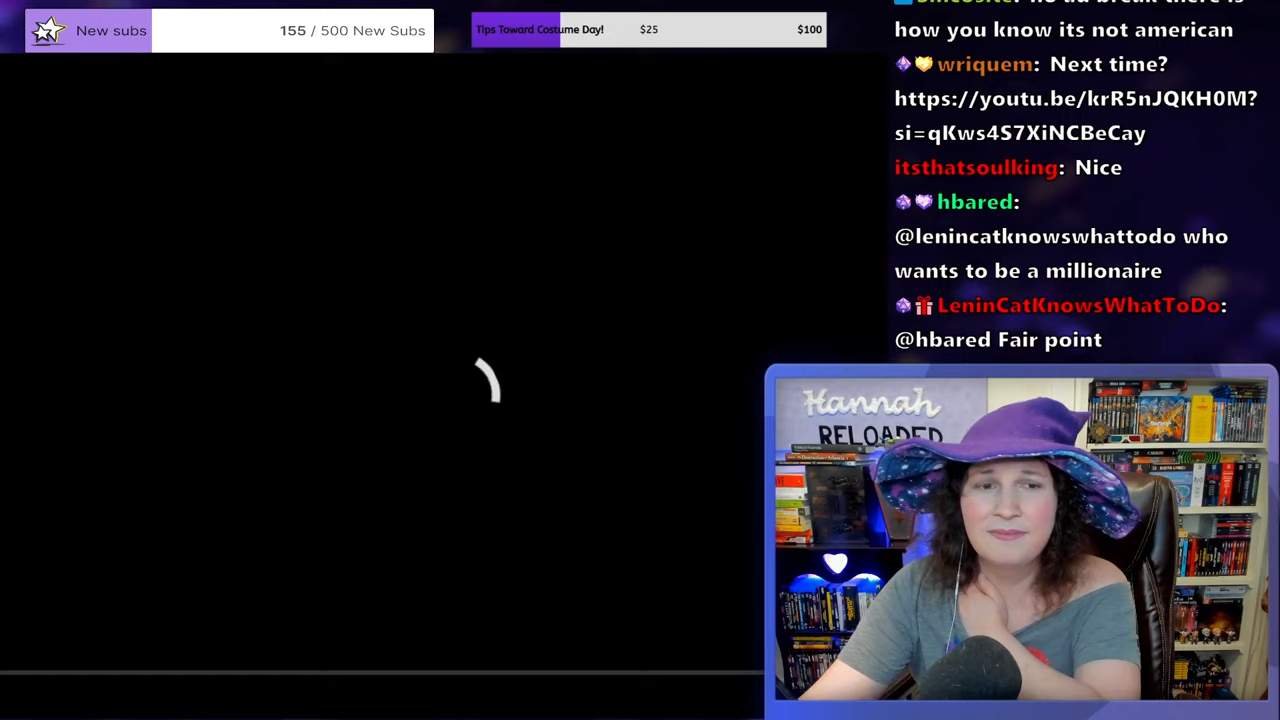 New subs
155 / 500 New Subs
Tips Toward Costume Day!
$25
$100
how you know its not american
wriquem: Next time?
https://youtu.be/krR5nJQKH0M?
si=qKws4S7XiNCBeCay
itsthatsoulking: Nice
hbared:
@lenincatknowswhattodo who
wants to be a millionaire
LeninCatKnowsWhatToDo:
@hbared Fair point
Hannah
RELOADED